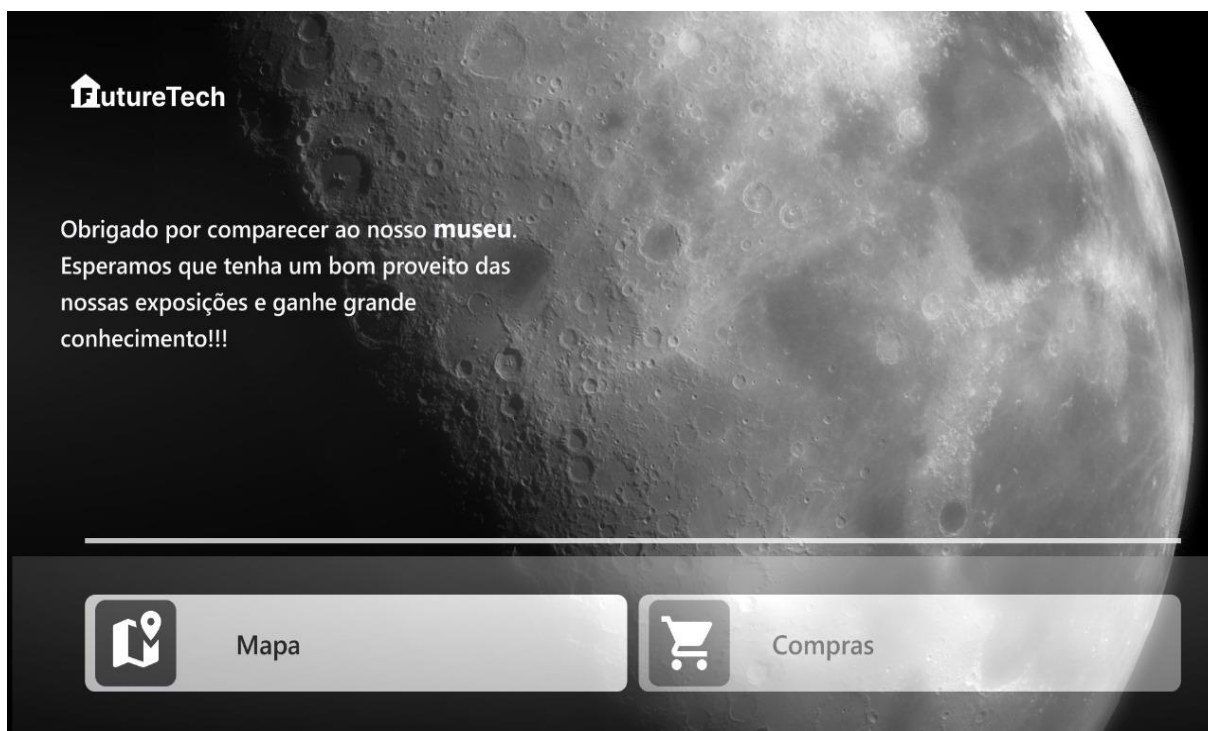 FutureTech
Obrigado por comparecer ao nosso museu.
Esperamos que tenha um bom proveito das
nossas exposições e ganhe grande
conhecimento!!!
Mapa
Compras